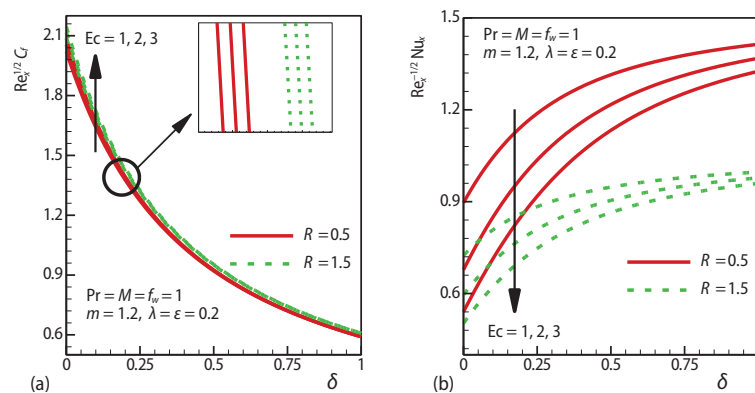 Re_x^{1/2} C_f
2.1
1.8
1.5
1.2
0.9
0.6
Ec = 1, 2, 3
R = 0.5
R = 1.5
Pr = M = f_w = 1
m = 1.2, λ = ε = 0.2
0
0.25
0.5
0.75
1
(a)
δ
Re_x^{-1/2} Nu_x
1.5
1.2
0.9
0.6
Pr = M = f_w = 1
m = 1.2, λ = ε = 0.2
R = 0.5
R = 1.5
Ec = 1, 2, 3
0
0.25
0.5
0.75
(b)
δ